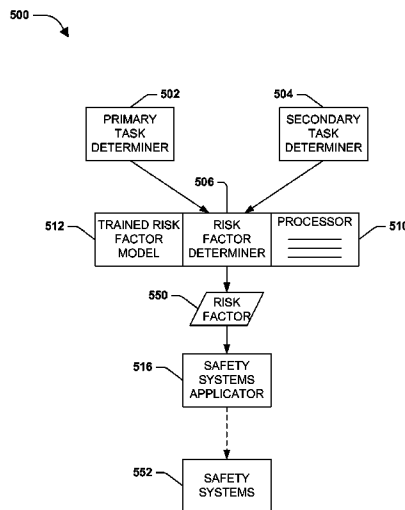 500
502
504
PRIMARY
TASK
DETERMINER
SECONDARY
TASK
DETERMINER
506
512
TRAINED RISK
FACTOR
MODEL
RISK
FACTOR
DETERMINER
PROCESSOR
510
550
RISK
FACTOR
516
SAFETY
SYSTEMS
APPLICATOR
552
SAFETY
SYSTEMS